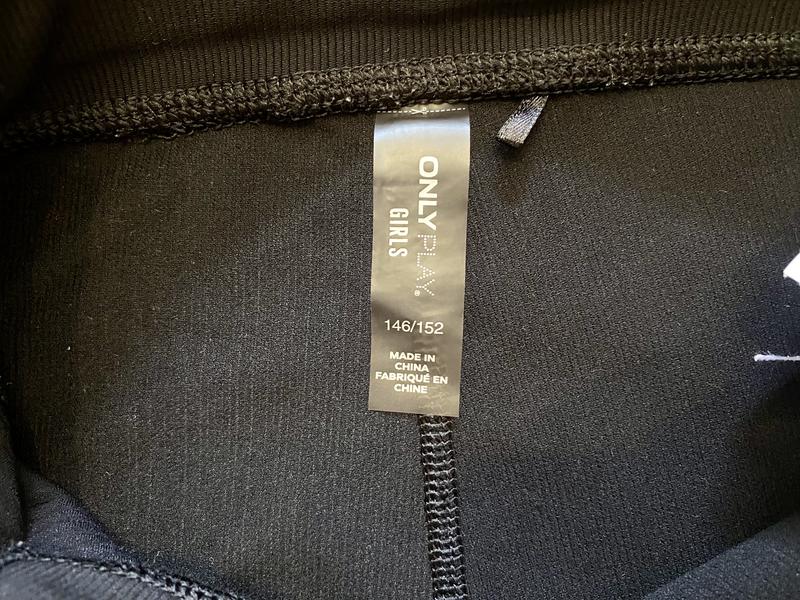 ONLY PLAY®
GIRLS
146/152
MADE IN
CHINA
FABRIQUÉ EN
CHINE